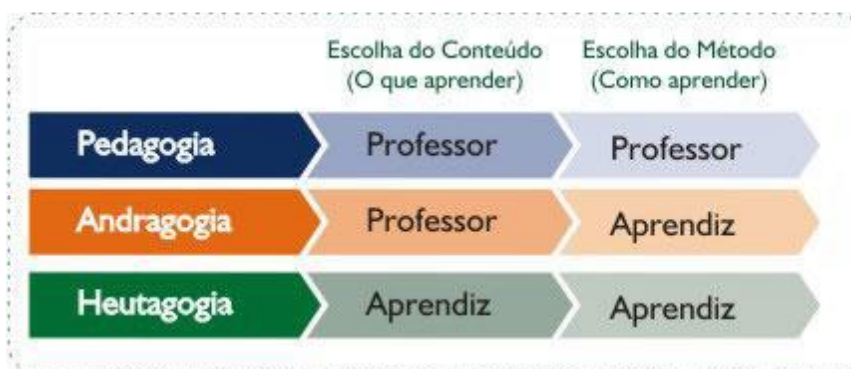 Escolha do Conteúdo
(O que aprender)
Escolha do Método
(Como aprender)
Pedagogia
Professor
Professor
Andragogia
Professor
Aprendiz
Heutagogia
Aprendiz
Aprendiz